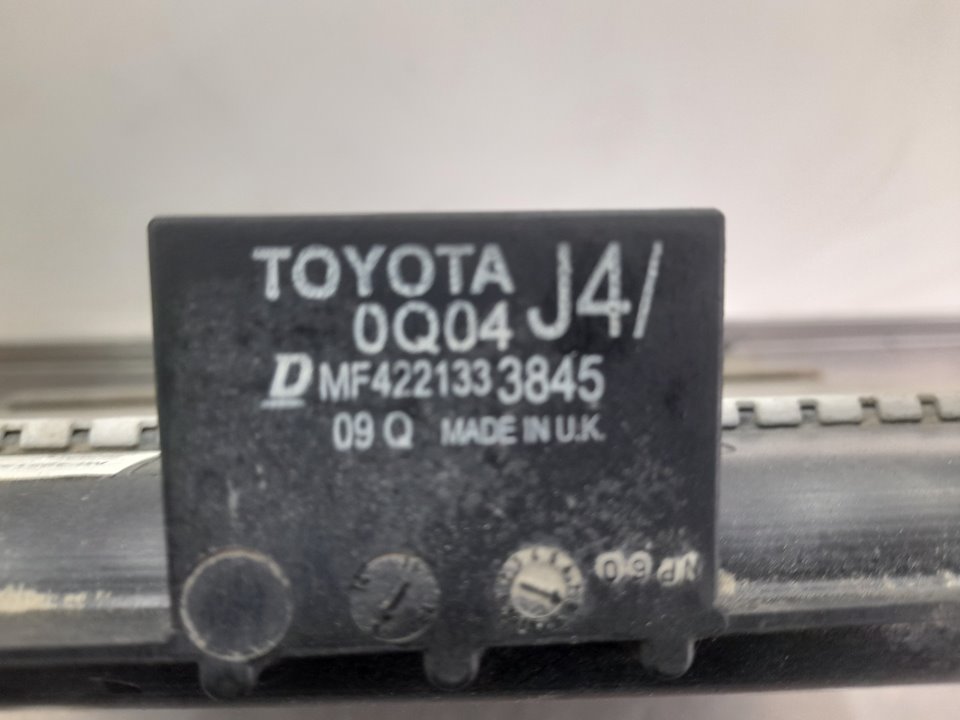 TOYOTA J4/
0Q04
D MF422133 3845
09 Q MADE IN U.K.